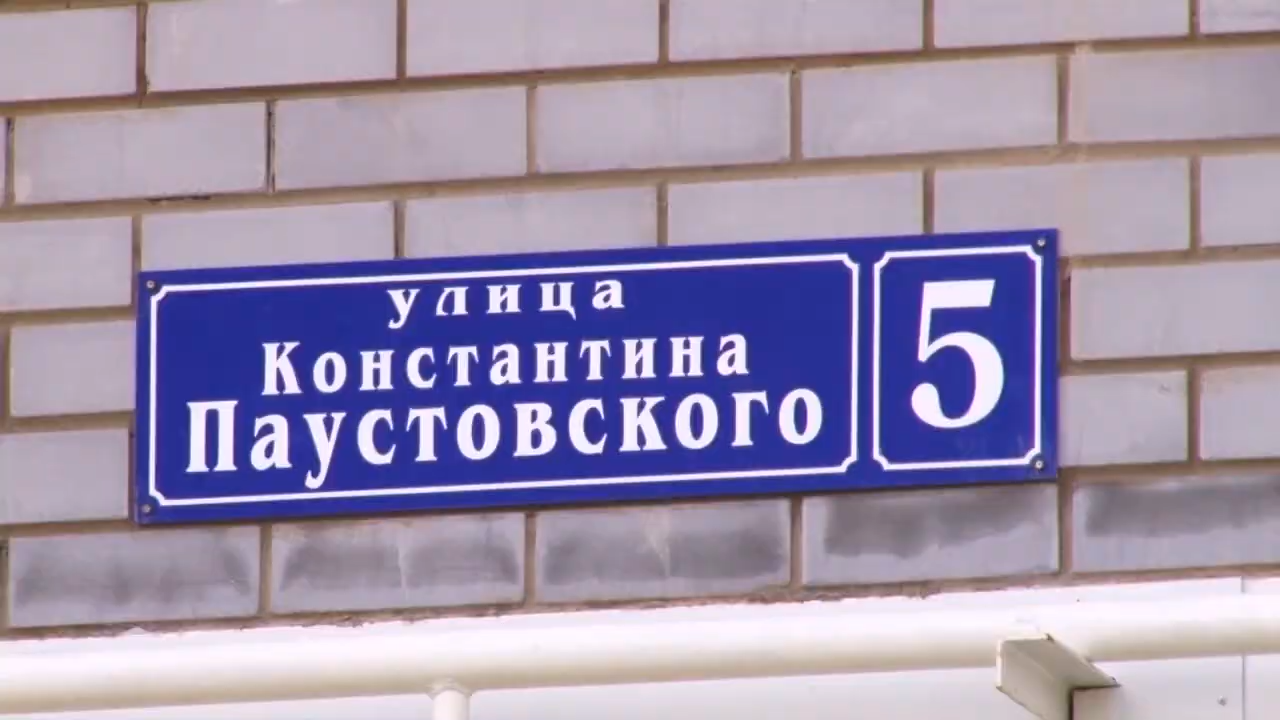 улица
Константина
Паустовского
5